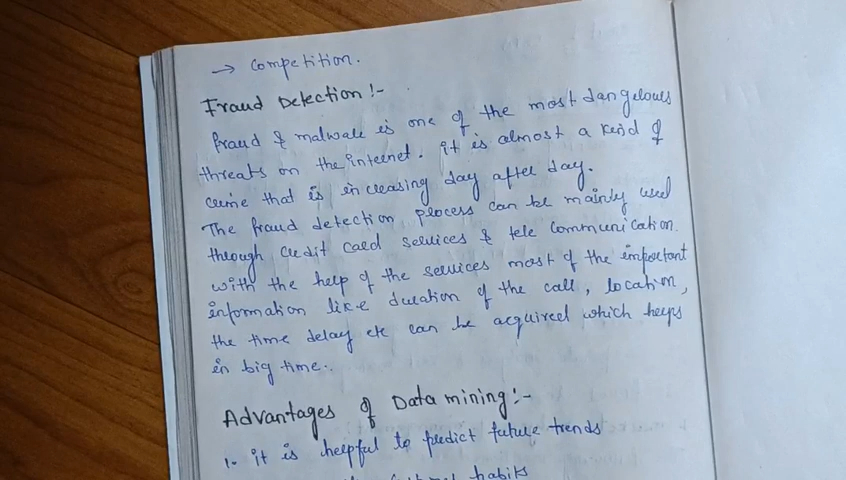 → Competition.
Fraud Detection :-
fraud & malware is one of the most dangerous
threats on the internet. it is almost a kind of
crime that is increasing day after day.
The fraud detection process can be mainly used
through credit card services & tele communication.
with the help of the services most of the important
information like duration of the call, location,
the time delay etc can be acquired which helps
in big time..
Advantages of Data mining :-
1. it is helpful to predict future trends
habits